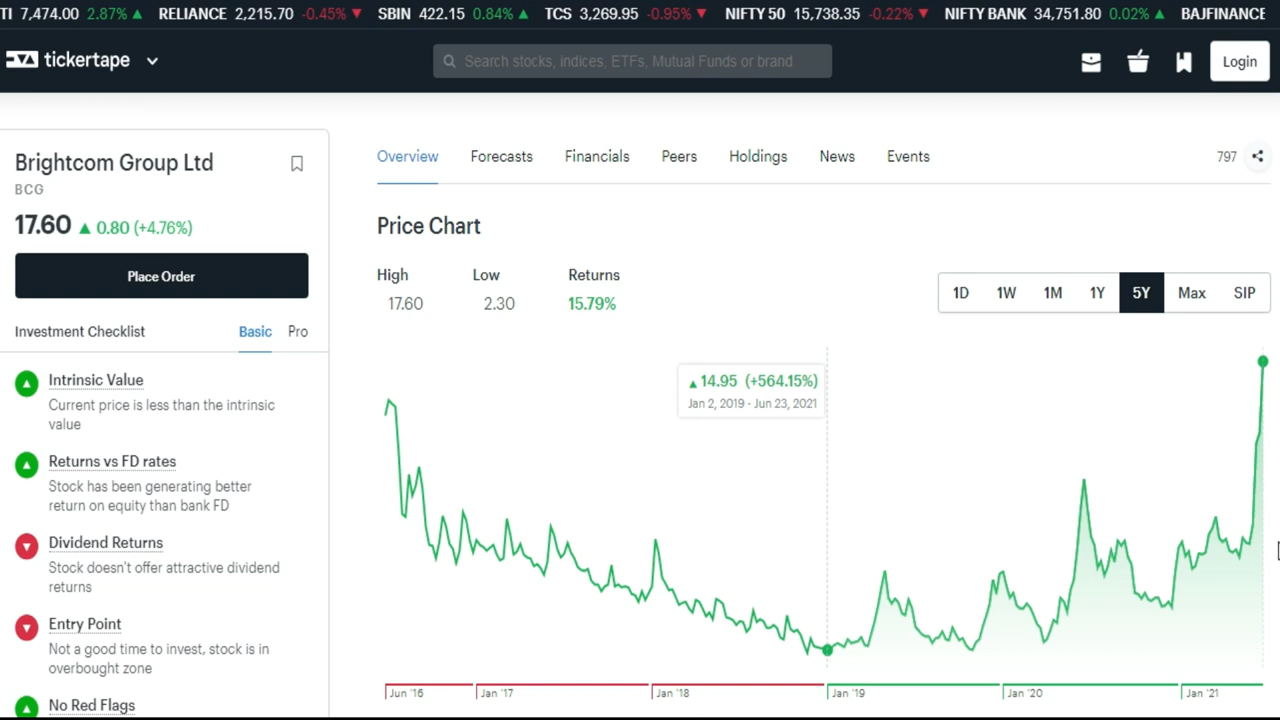 TI 7,474.00 2.87% ▲ RELIANCE 2,215.70 -0.45% ▼ SBIN 422.15 0.84% ▲ TCS 3,269.95 -0.95% ▼ NIFTY 50 15,738.35 -0.22% ▼ NIFTY BANK 34,751.80 0.02% ▲ BAJFINANCE
tickertape
Search stocks, indices, ETFs, Mutual Funds or brand
Login
Brightcom Group Ltd
BCG
17.60 ▲ 0.80 (+4.76%)
Place Order
Investment Checklist Basic Pro
Intrinsic Value
Current price is less than the intrinsic
value
Returns vs FD rates
Stock has been generating better
return on equity than bank FD
Dividend Returns
Stock doesn't offer attractive dividend
returns
Entry Point
Not a good time to invest, stock is in
overbought zone
No Red Flags
Overview Forecasts Financials Peers Holdings News Events 797
Price Chart
High Low Returns
17.60 2.30 15.79%
1D 1W 1M 1Y 5Y Max SIP
▲ 14.95 (+564.15%)
Jan 2, 2019 - Jun 23, 2021
Jun '16 Jan '17 Jan '18 Jan '19 Jan '20 Jan '21